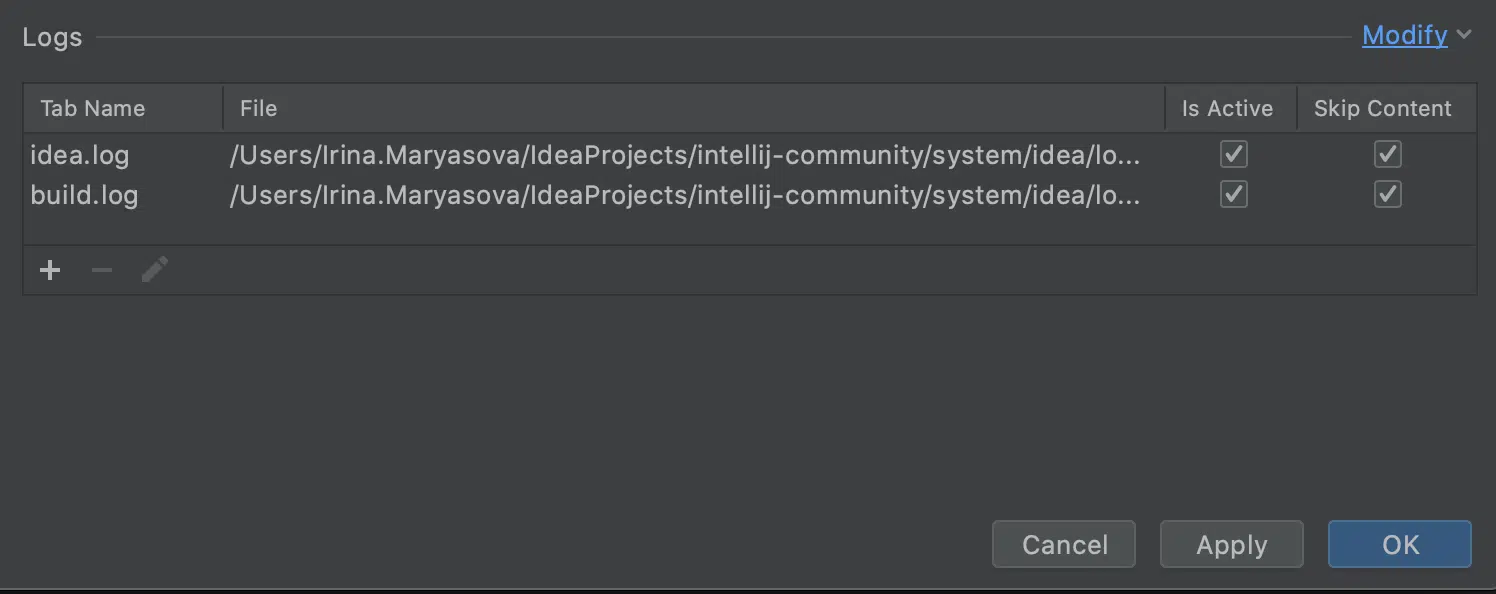 Logs Modify
Tab Name File Is Active Skip Content
idea.log /Users/Irina.Maryasova/IdeaProjects/intellij-community/system/idea/lo...
build.log /Users/Irina.Maryasova/IdeaProjects/intellij-community/system/idea/lo...
Cancel Apply OK